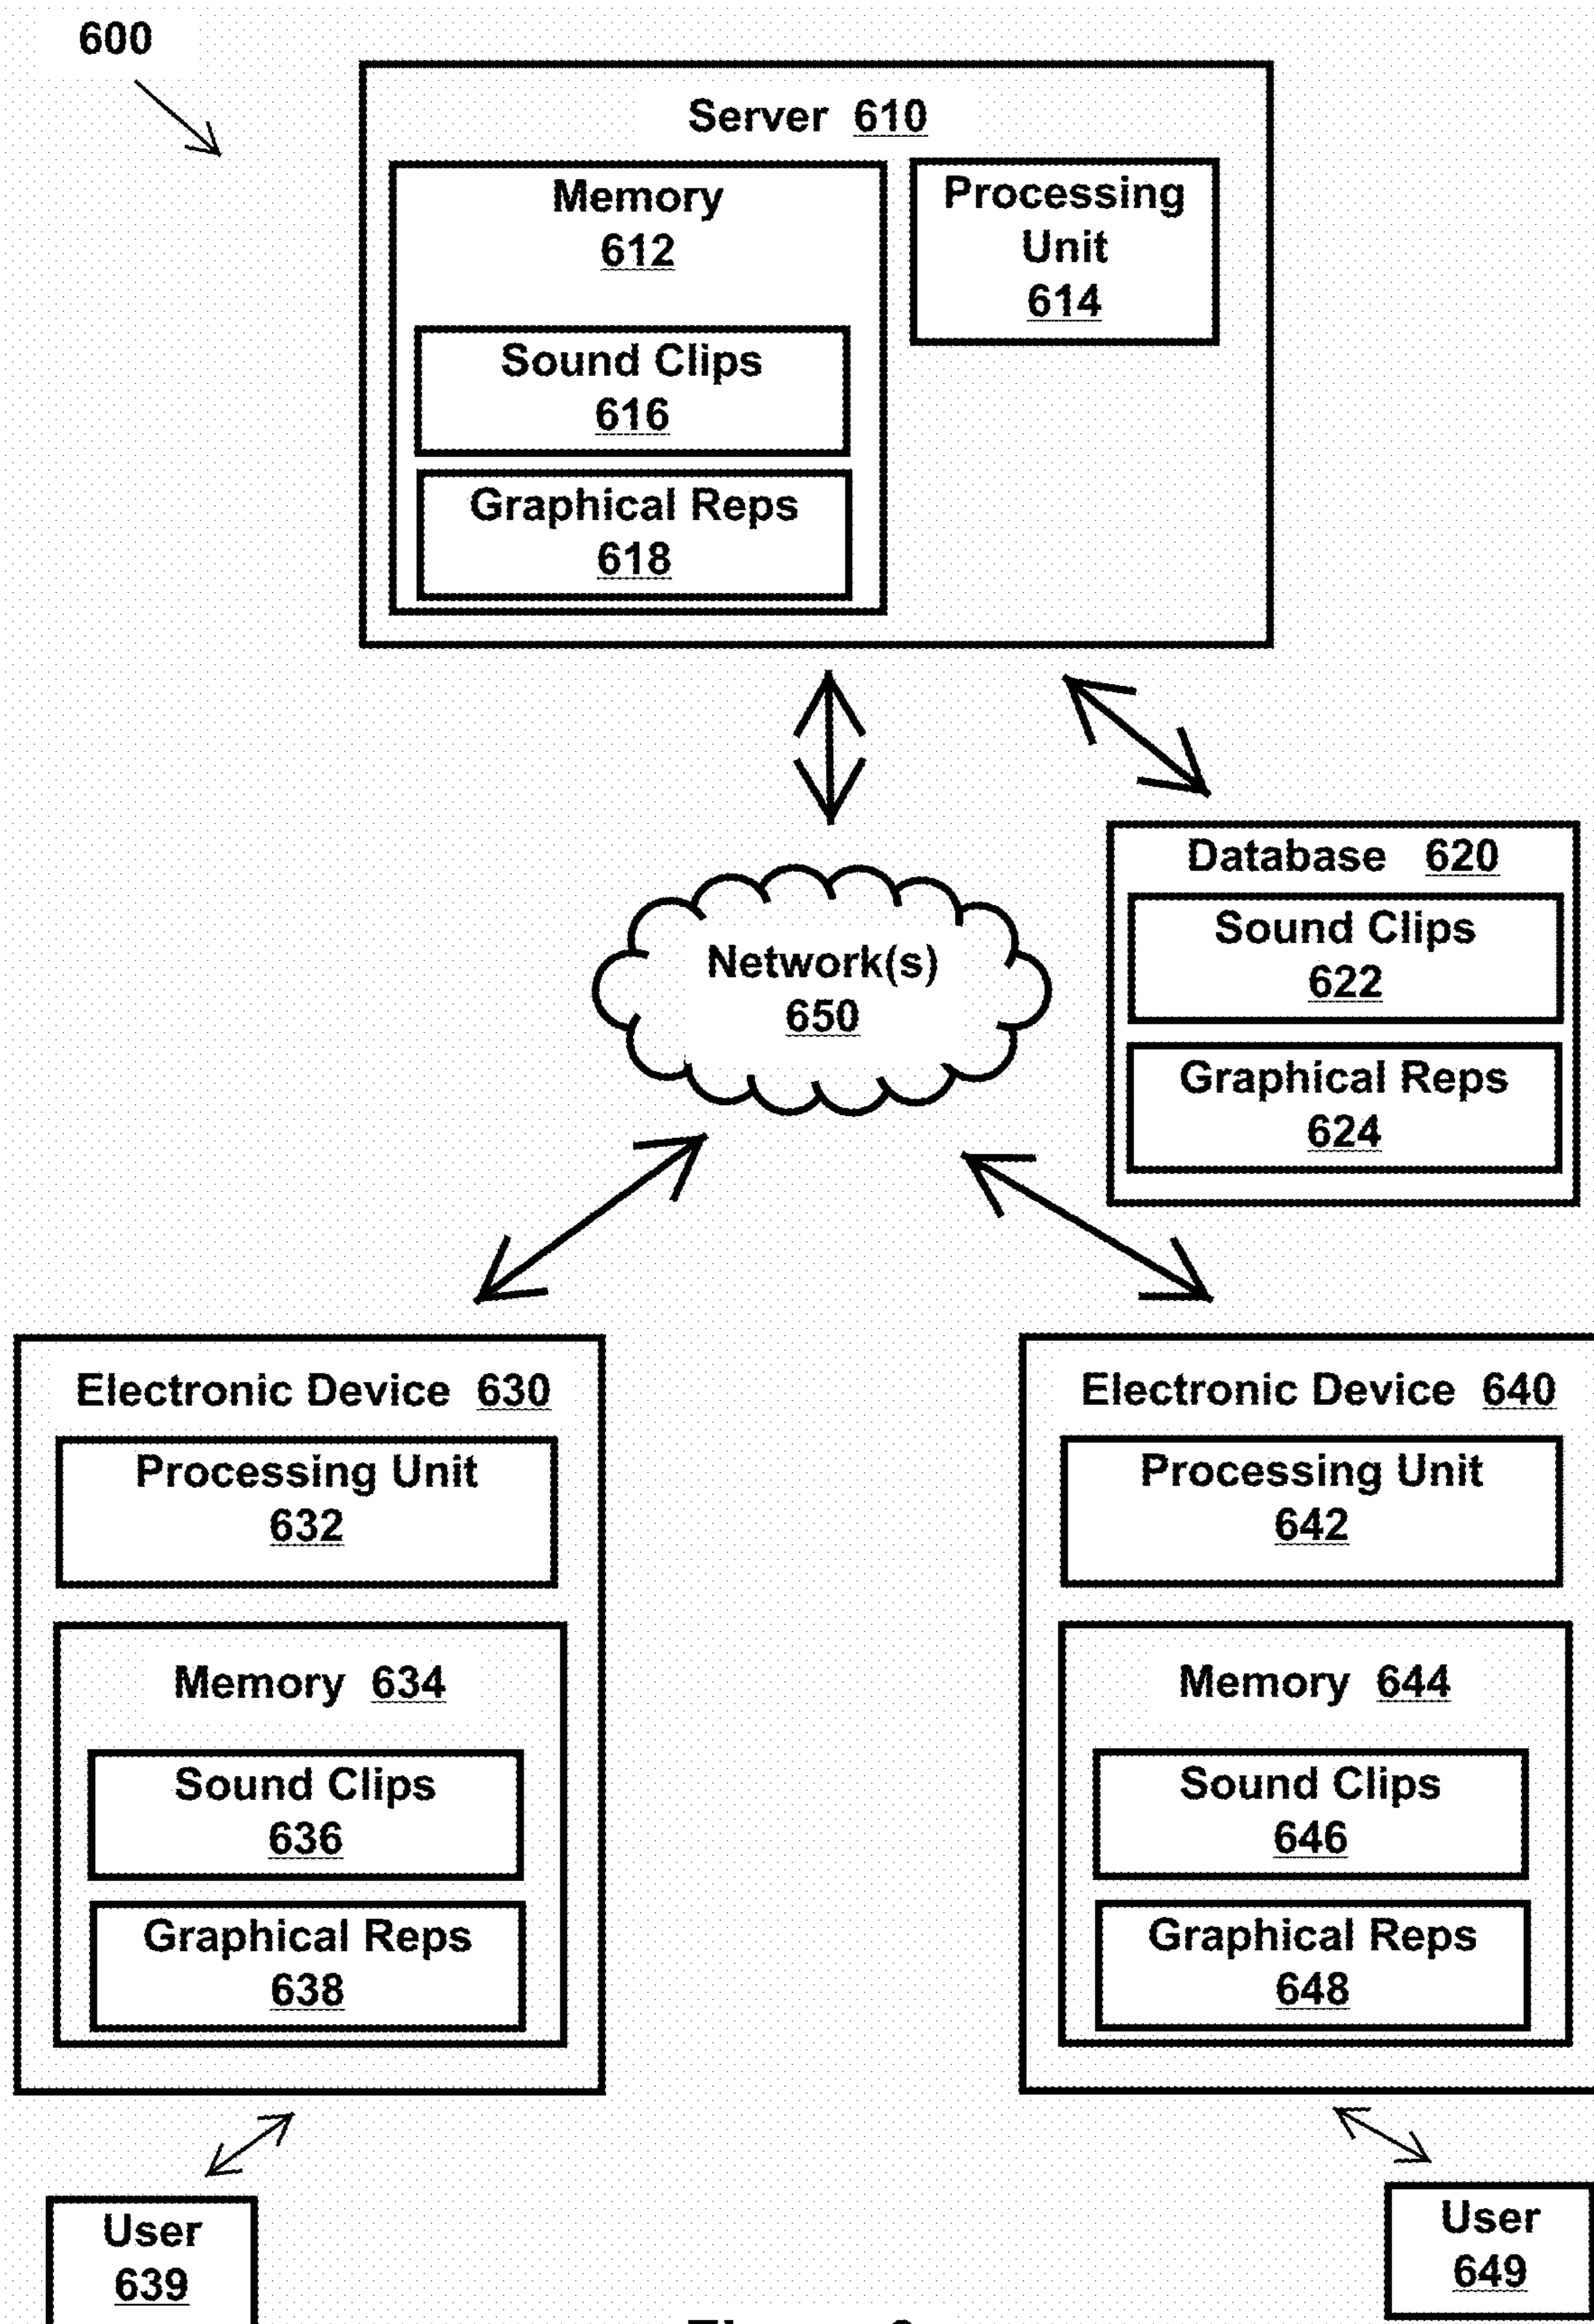 600
Server 610
Memory
612
Processing
Unit
614
Sound Clips
616
Graphical Reps
618
Network(s)
650
Database 620
Sound Clips
622
Graphical Reps
624
Electronic Device 630
Processing Unit
632
Memory 634
Sound Clips
636
Graphical Reps
638
Electronic Device 640
Processing Unit
642
Memory 644
Sound Clips
646
Graphical Reps
648
User
639
User
649